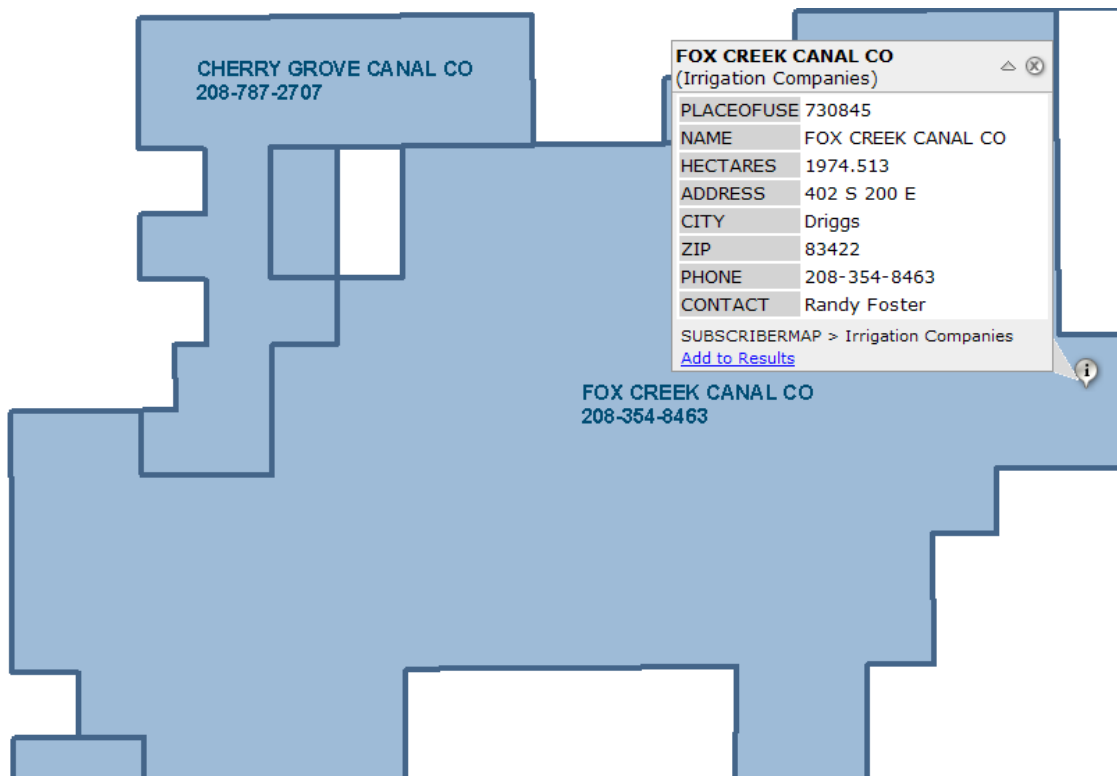 CHERRY GROVE CANAL CO
208-787-2707
FOX CREEK CANAL CO
(Irrigation Companies)
PLACEOFUSE 730845
NAME FOX CREEK CANAL CO
HECTARES 1974.513
ADDRESS 402 S 200 E
CITY Driggs
ZIP 83422
PHONE 208-354-8463
CONTACT Randy Foster
SUBSCRIBERMAP > Irrigation Companies
Add to Results
FOX CREEK CANAL CO
208-354-8463